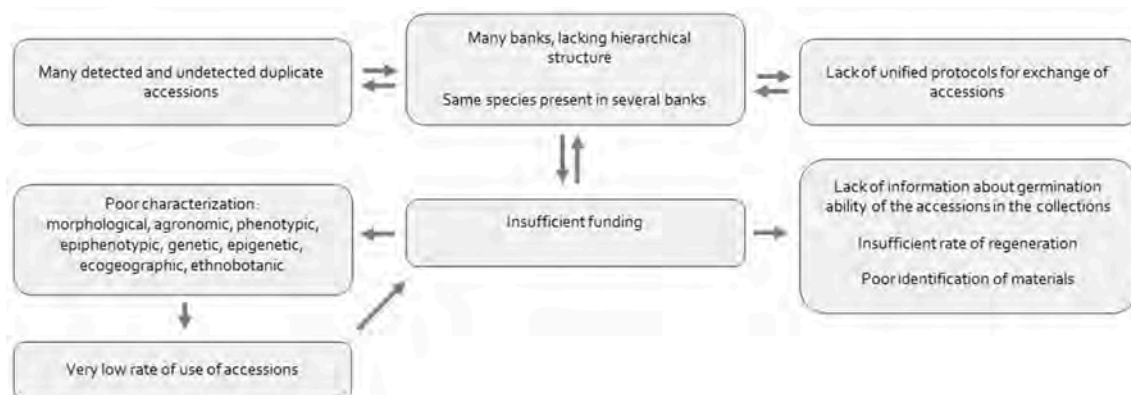 Many detected and undetected duplicate
accessions
Many banks, lacking hierarchical
structure
Same species present in several banks
Lack of unified protocols for exchange of
accessions
Poor characterization:
morphological, agronomic, phenotypic,
epiphenotypic, genetic, epigenetic,
ecogeographic, ethnobotanic
Insufficient funding
Lack of information about germination
ability of the accessions in the collections
Insufficient rate of regeneration
Poor identification of materials
Very low rate of use of accessions